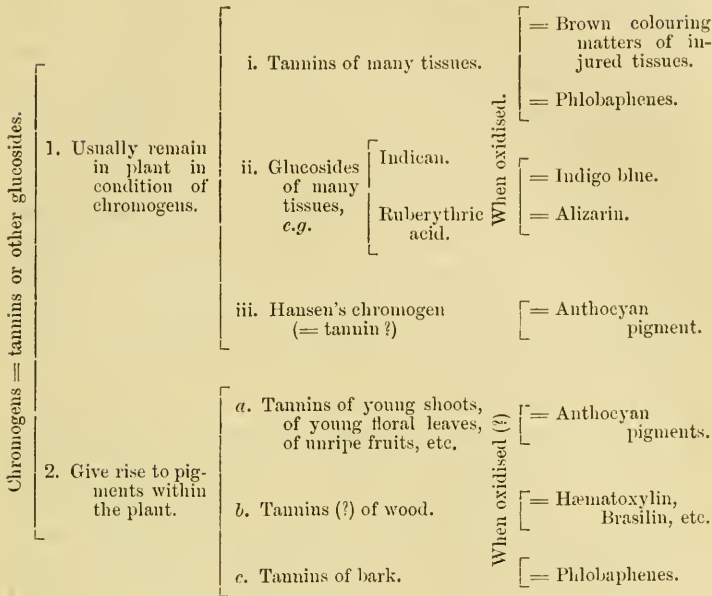 Chromogens = tannins or other glucosides.
1. Usually remain
in plant in
condition of
chromogens.
i. Tannins of many tissues.
ii. Glucosides
of many
tissues,
e.g.
Indican.
Ruberythric
acid.
iii. Hansen's chromogen
(= tannin ?)
When oxidised.
= Brown colouring
matters of in-
jured tissues.
= Phlobaphenes.
= Indigo blue.
= Alizarin.
= Anthocyan
pigment.
2. Give rise to pig-
ments within
the plant.
a. Tannins of young shoots,
of young floral leaves,
of unripe fruits, etc.
b. Tannins (?) of wood.
c. Tannins of bark.
When oxidised (?)
= Anthocyan
pigments.
= Hæmatoxylin,
Brasilin, etc.
= Phlobaphenes.